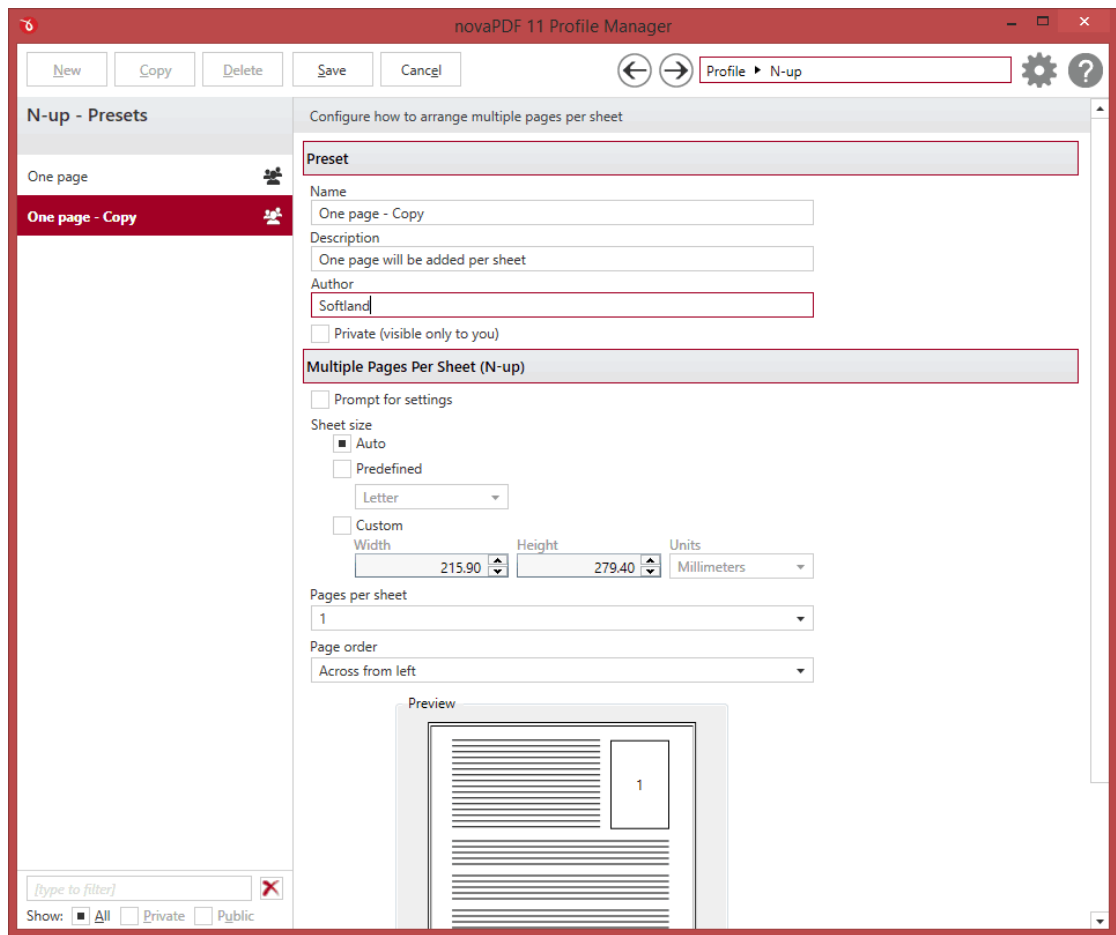 novaPDF 11 Profile Manager
New Copy Delete Save Cancel Profile N-up
N-up - Presets
Configure how to arrange multiple pages per sheet
One page
One page - Copy
Preset
Name
One page - Copy
Description
One page will be added per sheet
Author
Softland
Private (visible only to you)
Multiple Pages Per Sheet (N-up)
Prompt for settings
Sheet size
Auto
Predefined
Letter
Custom
Width Height Units
215.90 279.40 Millimeters
Pages per sheet
1
Page order
Across from left
Preview
1
[type to filter]
Show: All Private Public